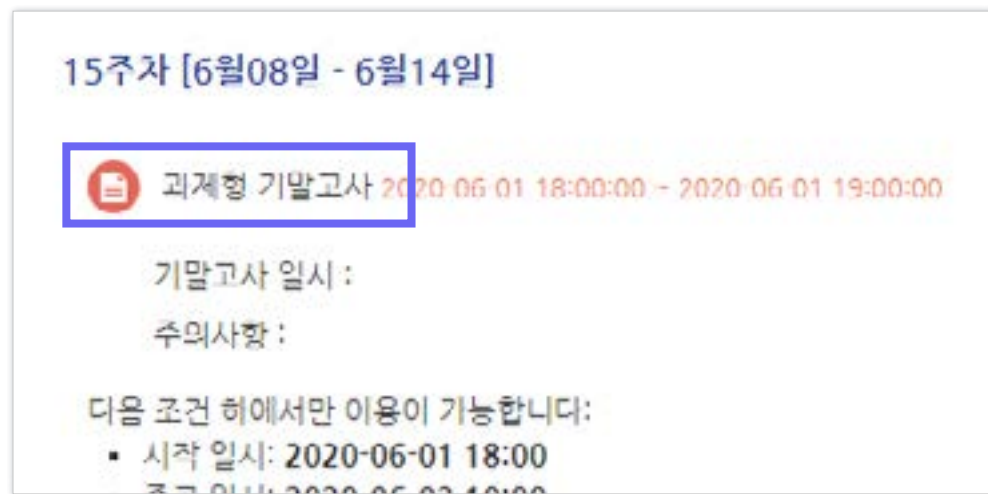 15주차 [6월08일 - 6월14일]
과제형 기말고사 2020-06-01 18:00:00 ~ 2020-06-01 19:00:00
기말고사 일시 :
주의사항 :
다음 조건 하에서만 이용이 가능합니다:
▪ 시작 일시: 2020-06-01 18:00